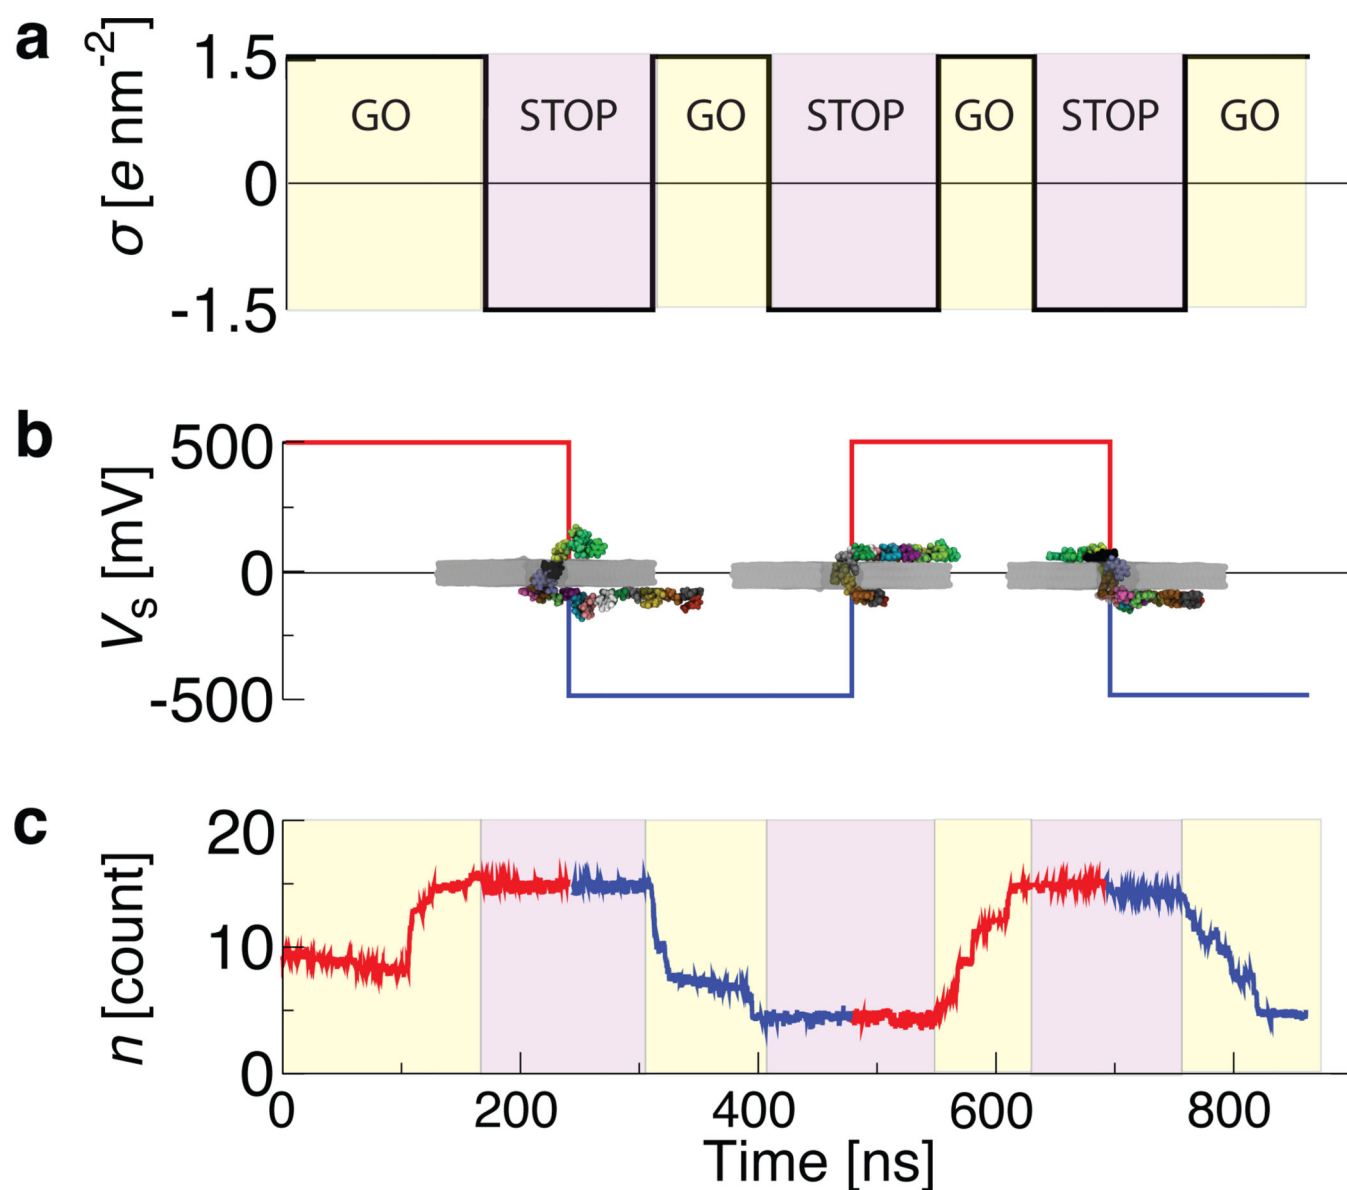 a
σ [e nm-2]
1.5
0
-1.5
GO STOP GO STOP GO STOP GO
b
Vs [mV]
500
0
-500
c
n [count]
20
10
0
0 200 400 600 800
Time [ns]